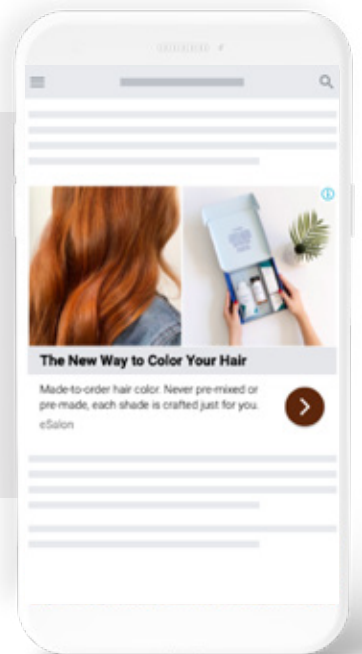 The New Way to Color Your Hair
Made-to-order hair color. Never pre-mixed or
pre-made, each shade is crafted just for you.
eSalon